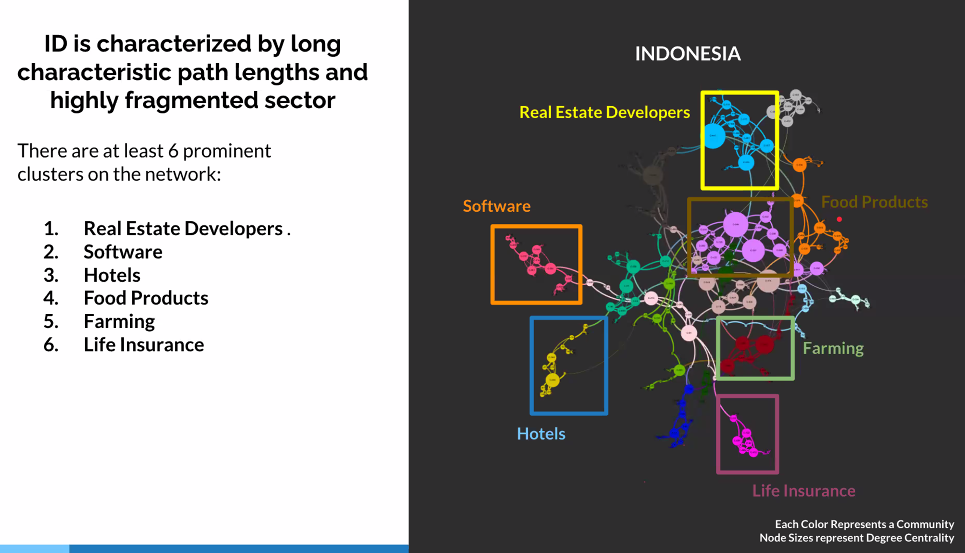 ID is characterized by long
characteristic path lengths and
highly fragmented sector
There are at least 6 prominent
clusters on the network:
1. Real Estate Developers .
2. Software
3. Hotels
4. Food Products
5. Farming
6. Life Insurance
INDONESIA
Real Estate Developers
Food Products
Software
Farming
Hotels
Life Insurance
Each Color Represents a Community
Node Sizes represent Degree Centrality